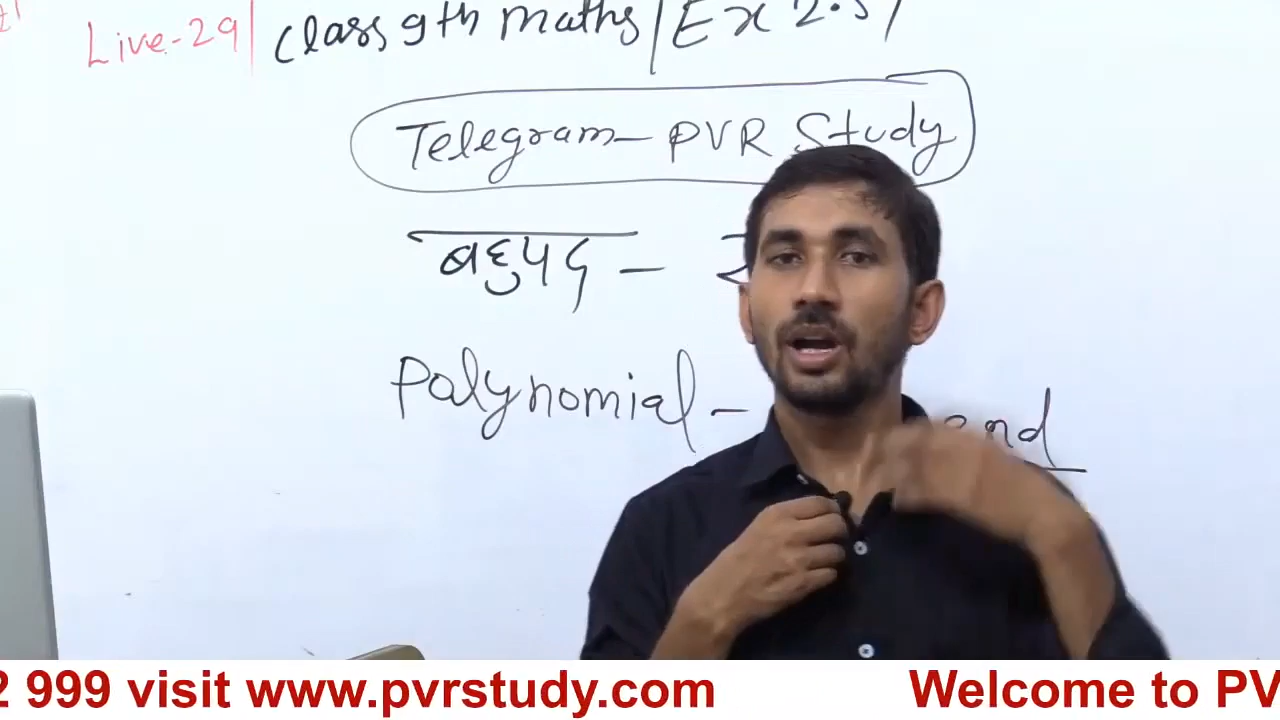 Live-29 | Class 9th maths | Ex 2.5 |
Telegram - PVR Study
बहुपद -
Polynomial - end
2 999 visit www.pvrstudy.com Welcome to PV